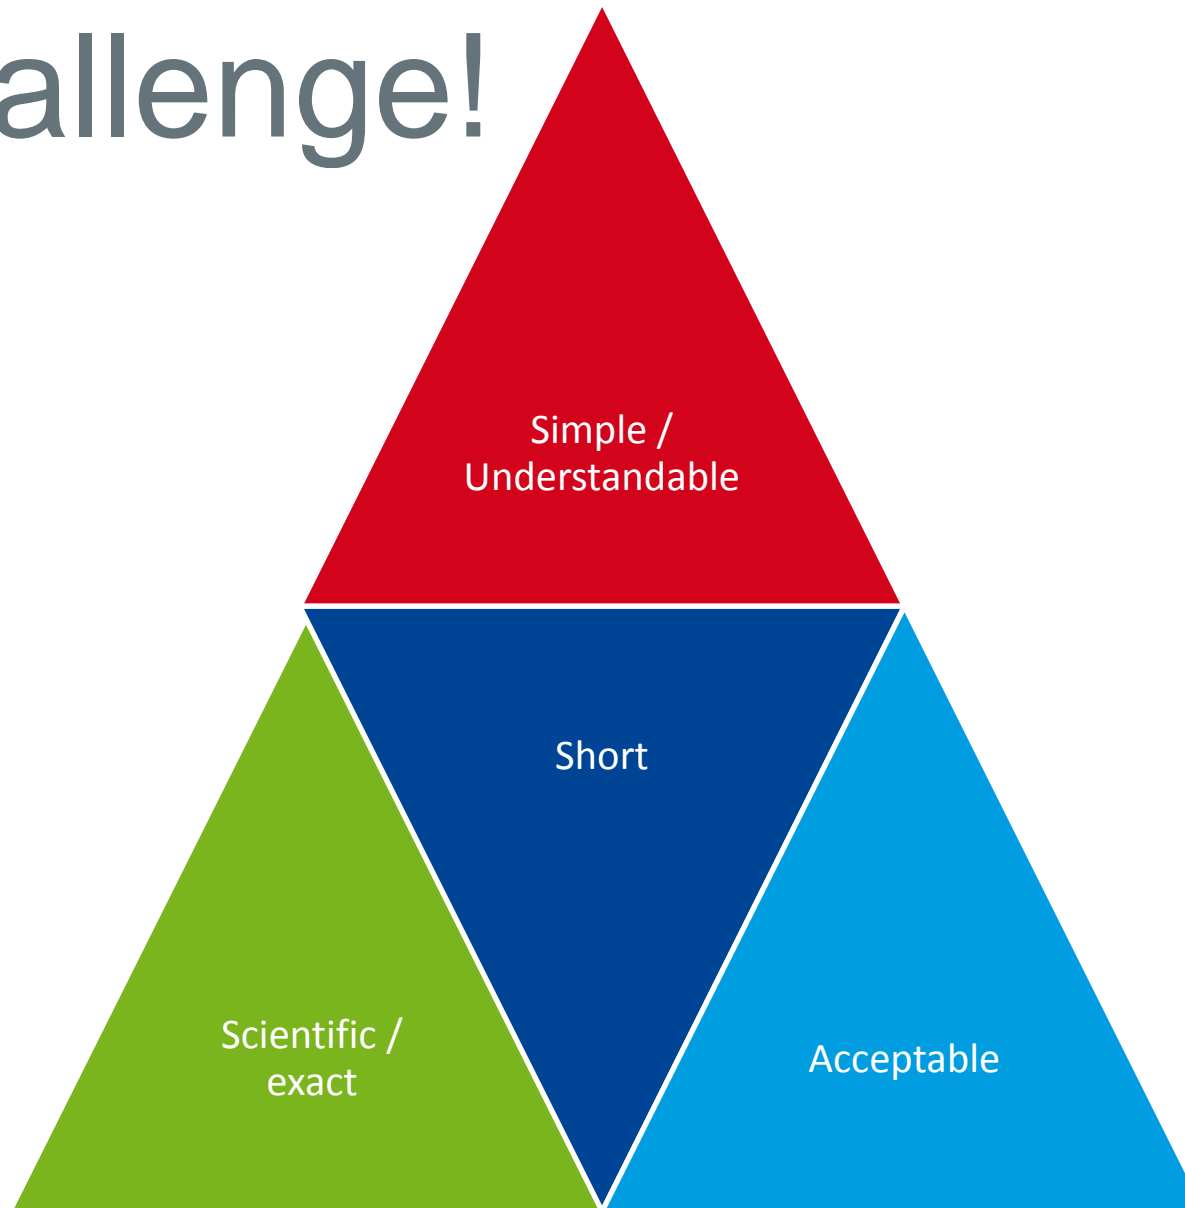 allenge!
Simple /
Understandable
Short
Scientific /
exact
Acceptable